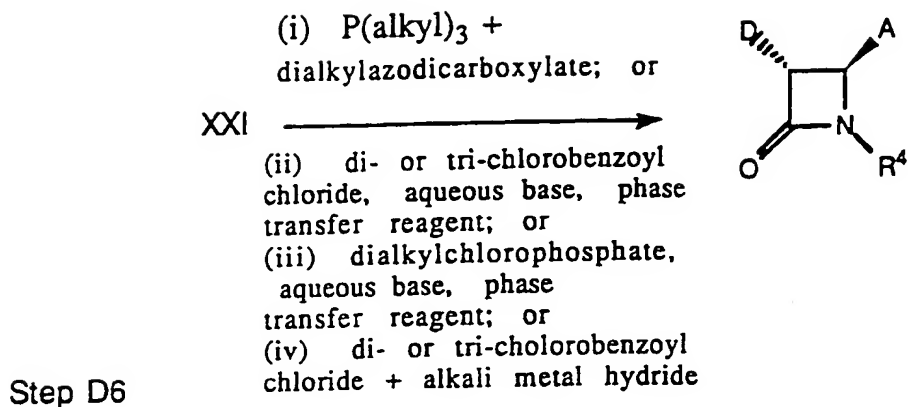 (i) P(alkyl)3 +
dialkylazodicarboxylate; or
XXI
(ii) di- or tri-chlorobenzoyl
chloride, aqueous base, phase
transfer reagent; or
(iii) dialkylchlorophosphate,
aqueous base, phase
transfer reagent; or
(iv) di- or tri-cholorobenzoyl
chloride + alkali metal hydride
Step D6
D A
N
O R4